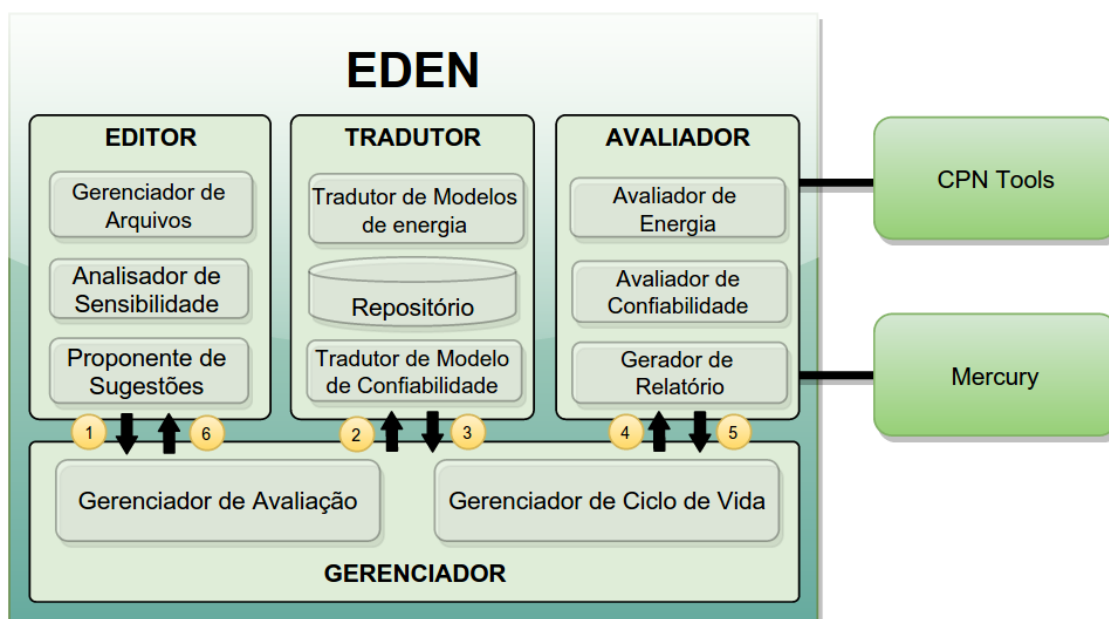 EDEN
EDITOR
Gerenciador de
Arquivos
Analisador de
Sensibilidade
Proponente de
Sugestões
TRADUTOR
Tradutor de Modelos
de energia
Repositório
Tradutor de Modelo
de Confiabilidade
AVALIADOR
Avaliador de
Energia
Avaliador de
Confiabilidade
Gerador de
Relatório
CPN Tools
Mercury
1
6
2
3
4
5
Gerenciador de Avaliação
Gerenciador de Ciclo de Vida
GERENCIADOR